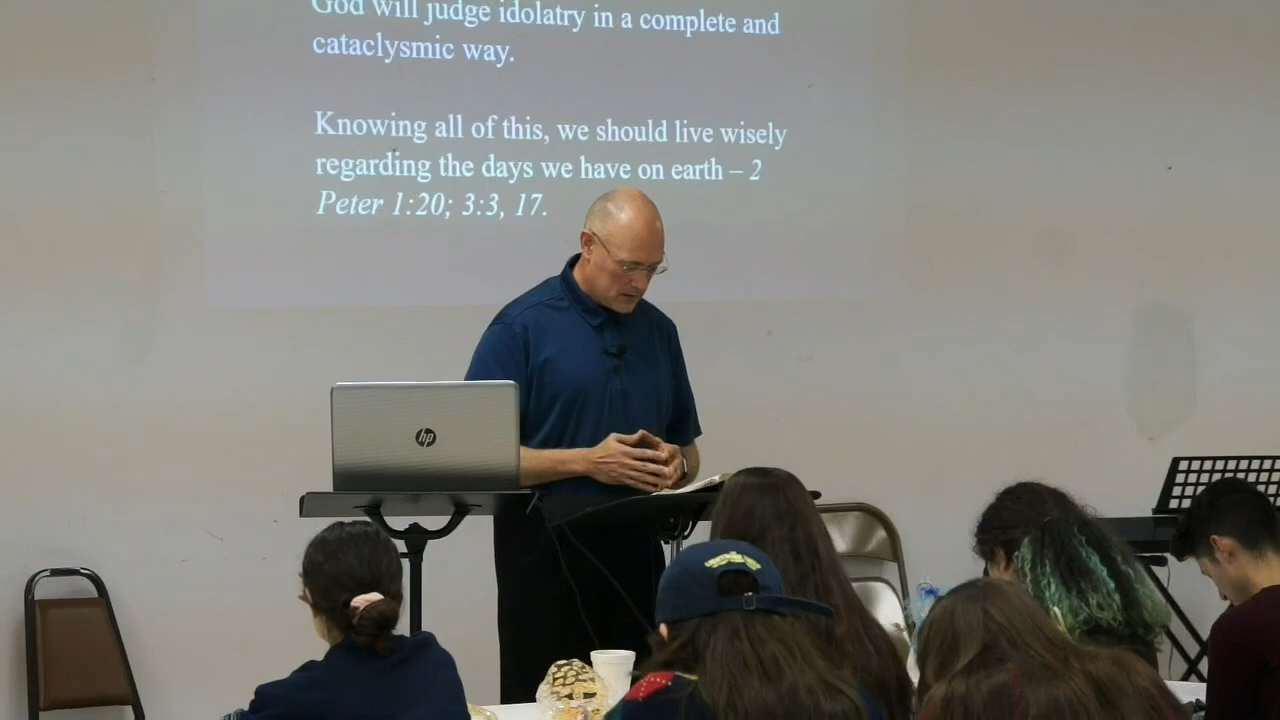 God will judge idolatry in a complete and
cataclysmic way.
Knowing all of this, we should live wisely
regarding the days we have on earth – 2
Peter 1:20; 3:3, 17.
hp